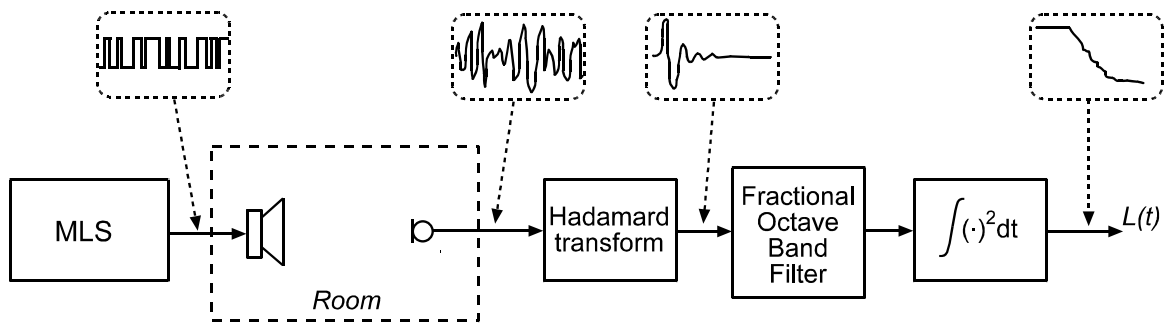 MLS
Room
Hadamard
transform
Fractional
Octave
Band
Filter
∫(·)²dt
L(t)